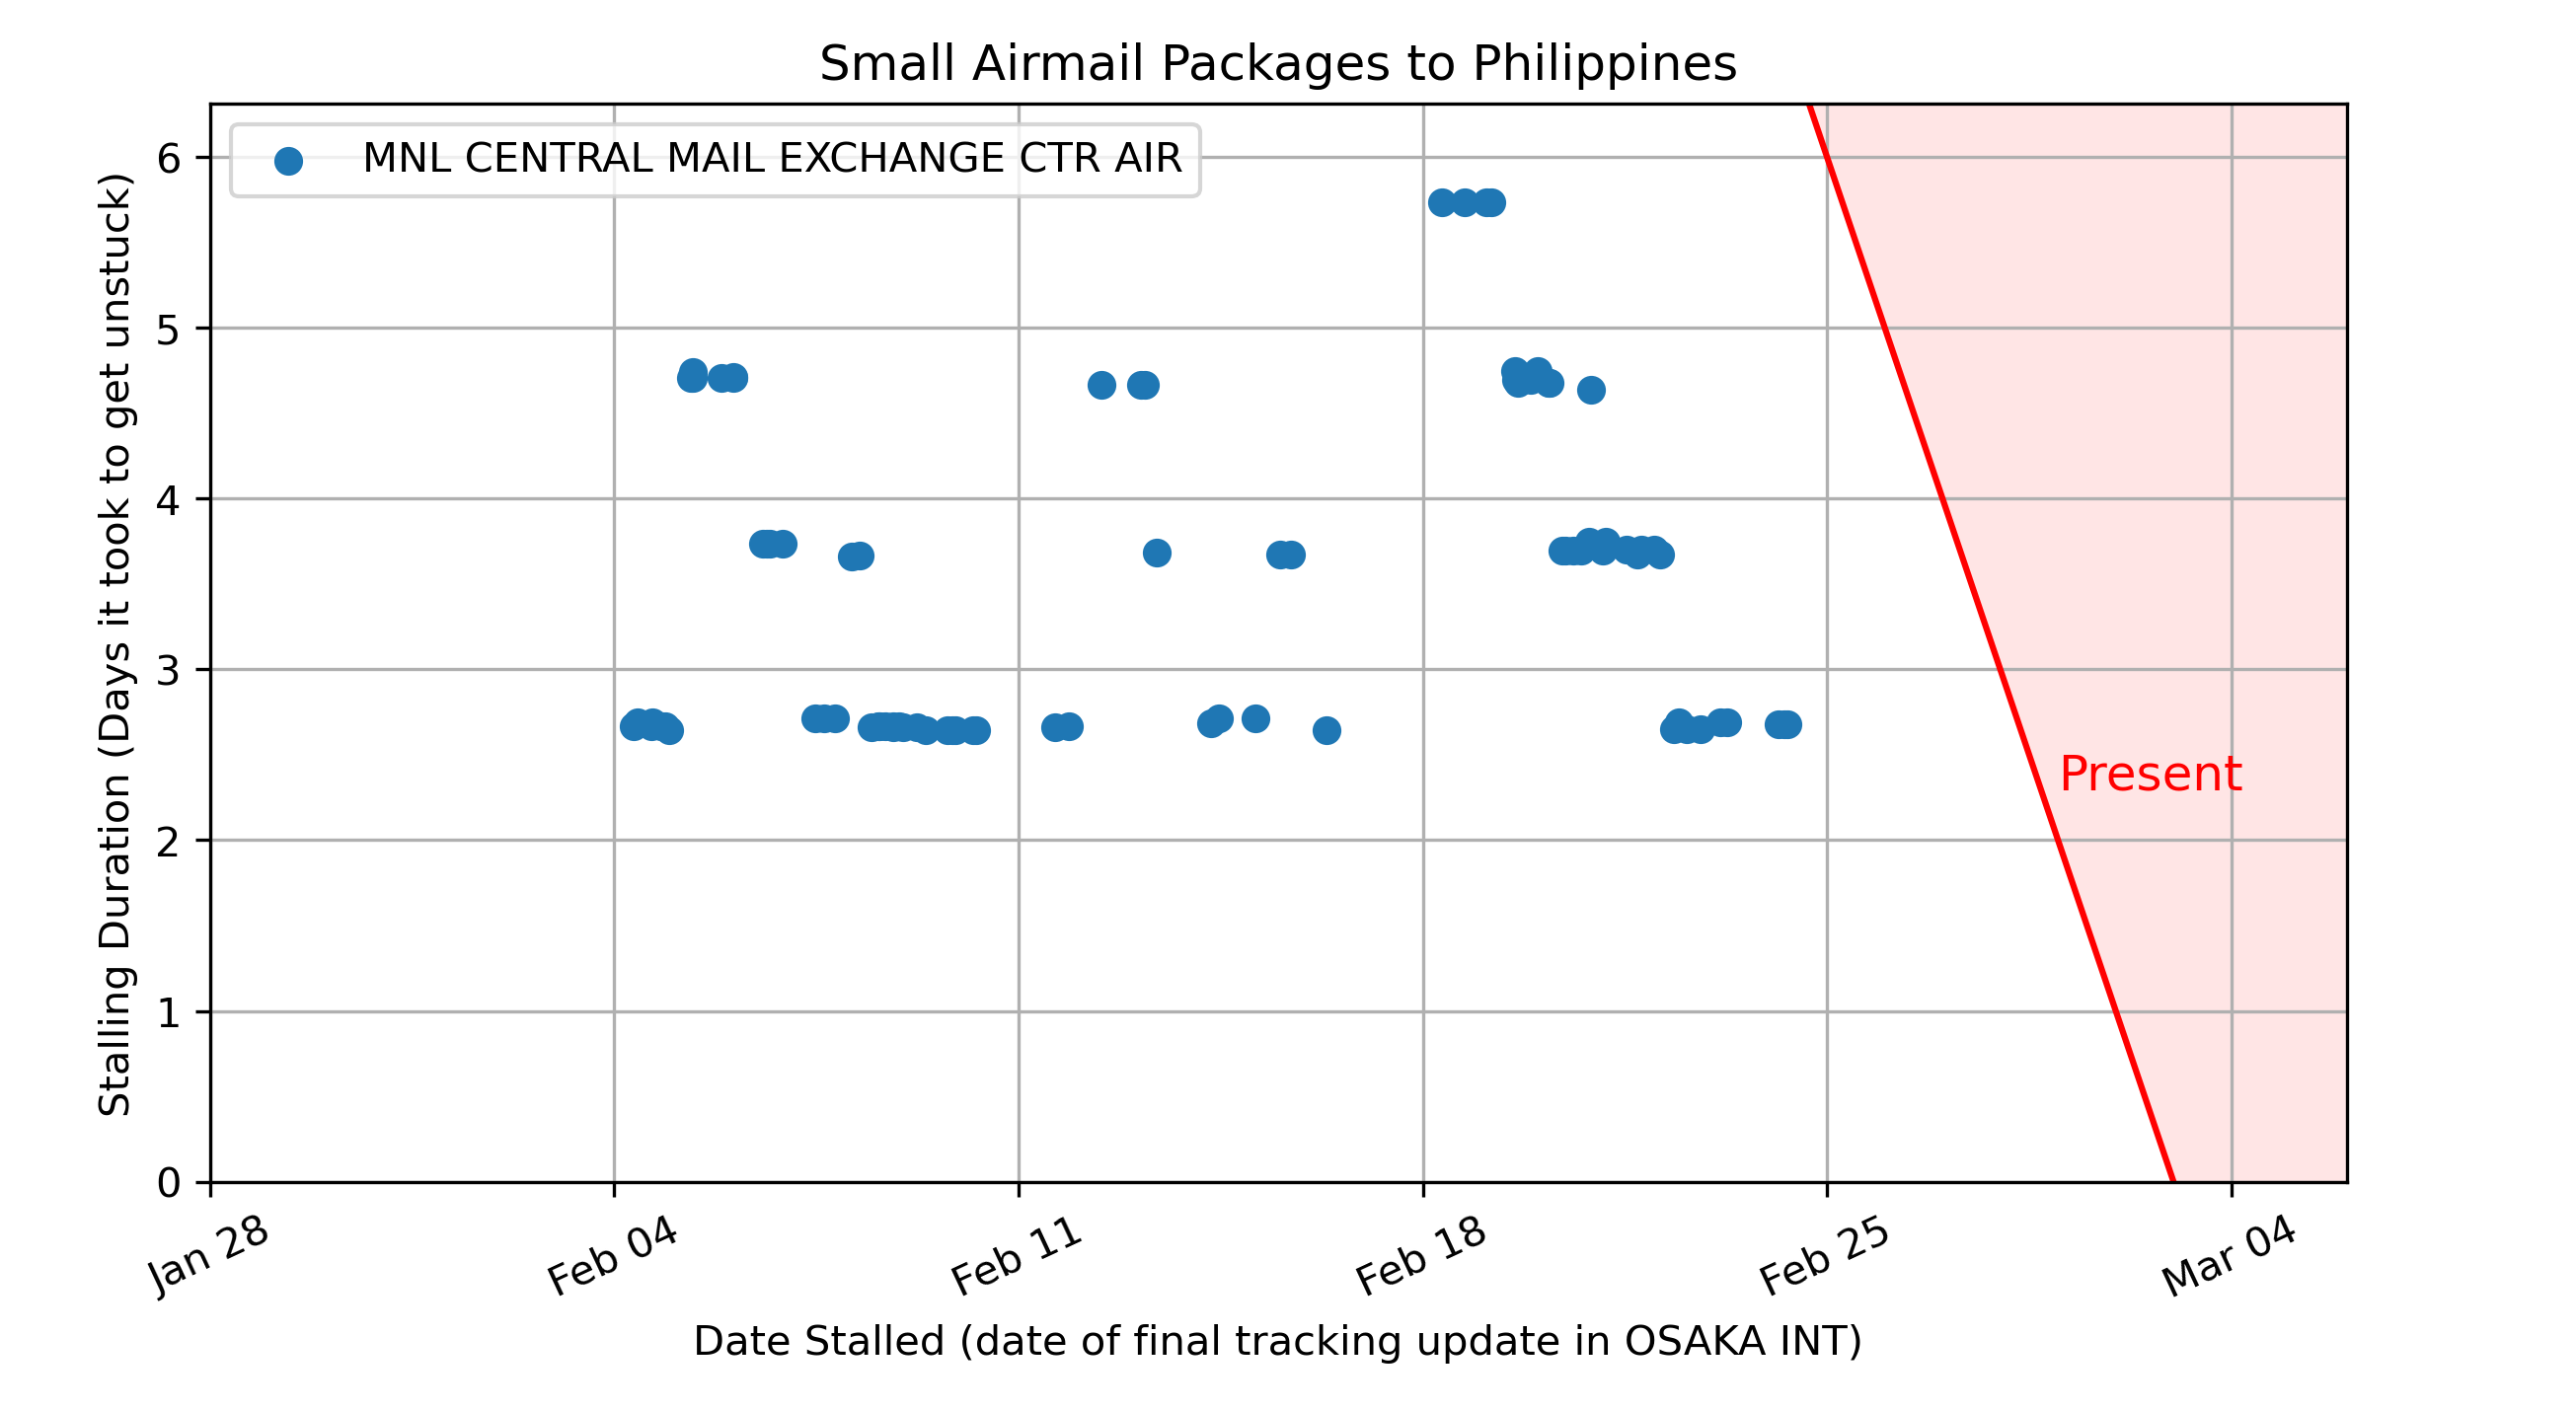 Small Airmail Packages to Philippines
MNL CENTRAL MAIL EXCHANGE CTR AIR
Stalling Duration (Days it took to get unstuck)
6
5
4
3
2
1
0
Present
Jan 28
Feb 04
Feb 11
Feb 18
Feb 25
Mar 04
Date Stalled (date of final tracking update in OSAKA INT)